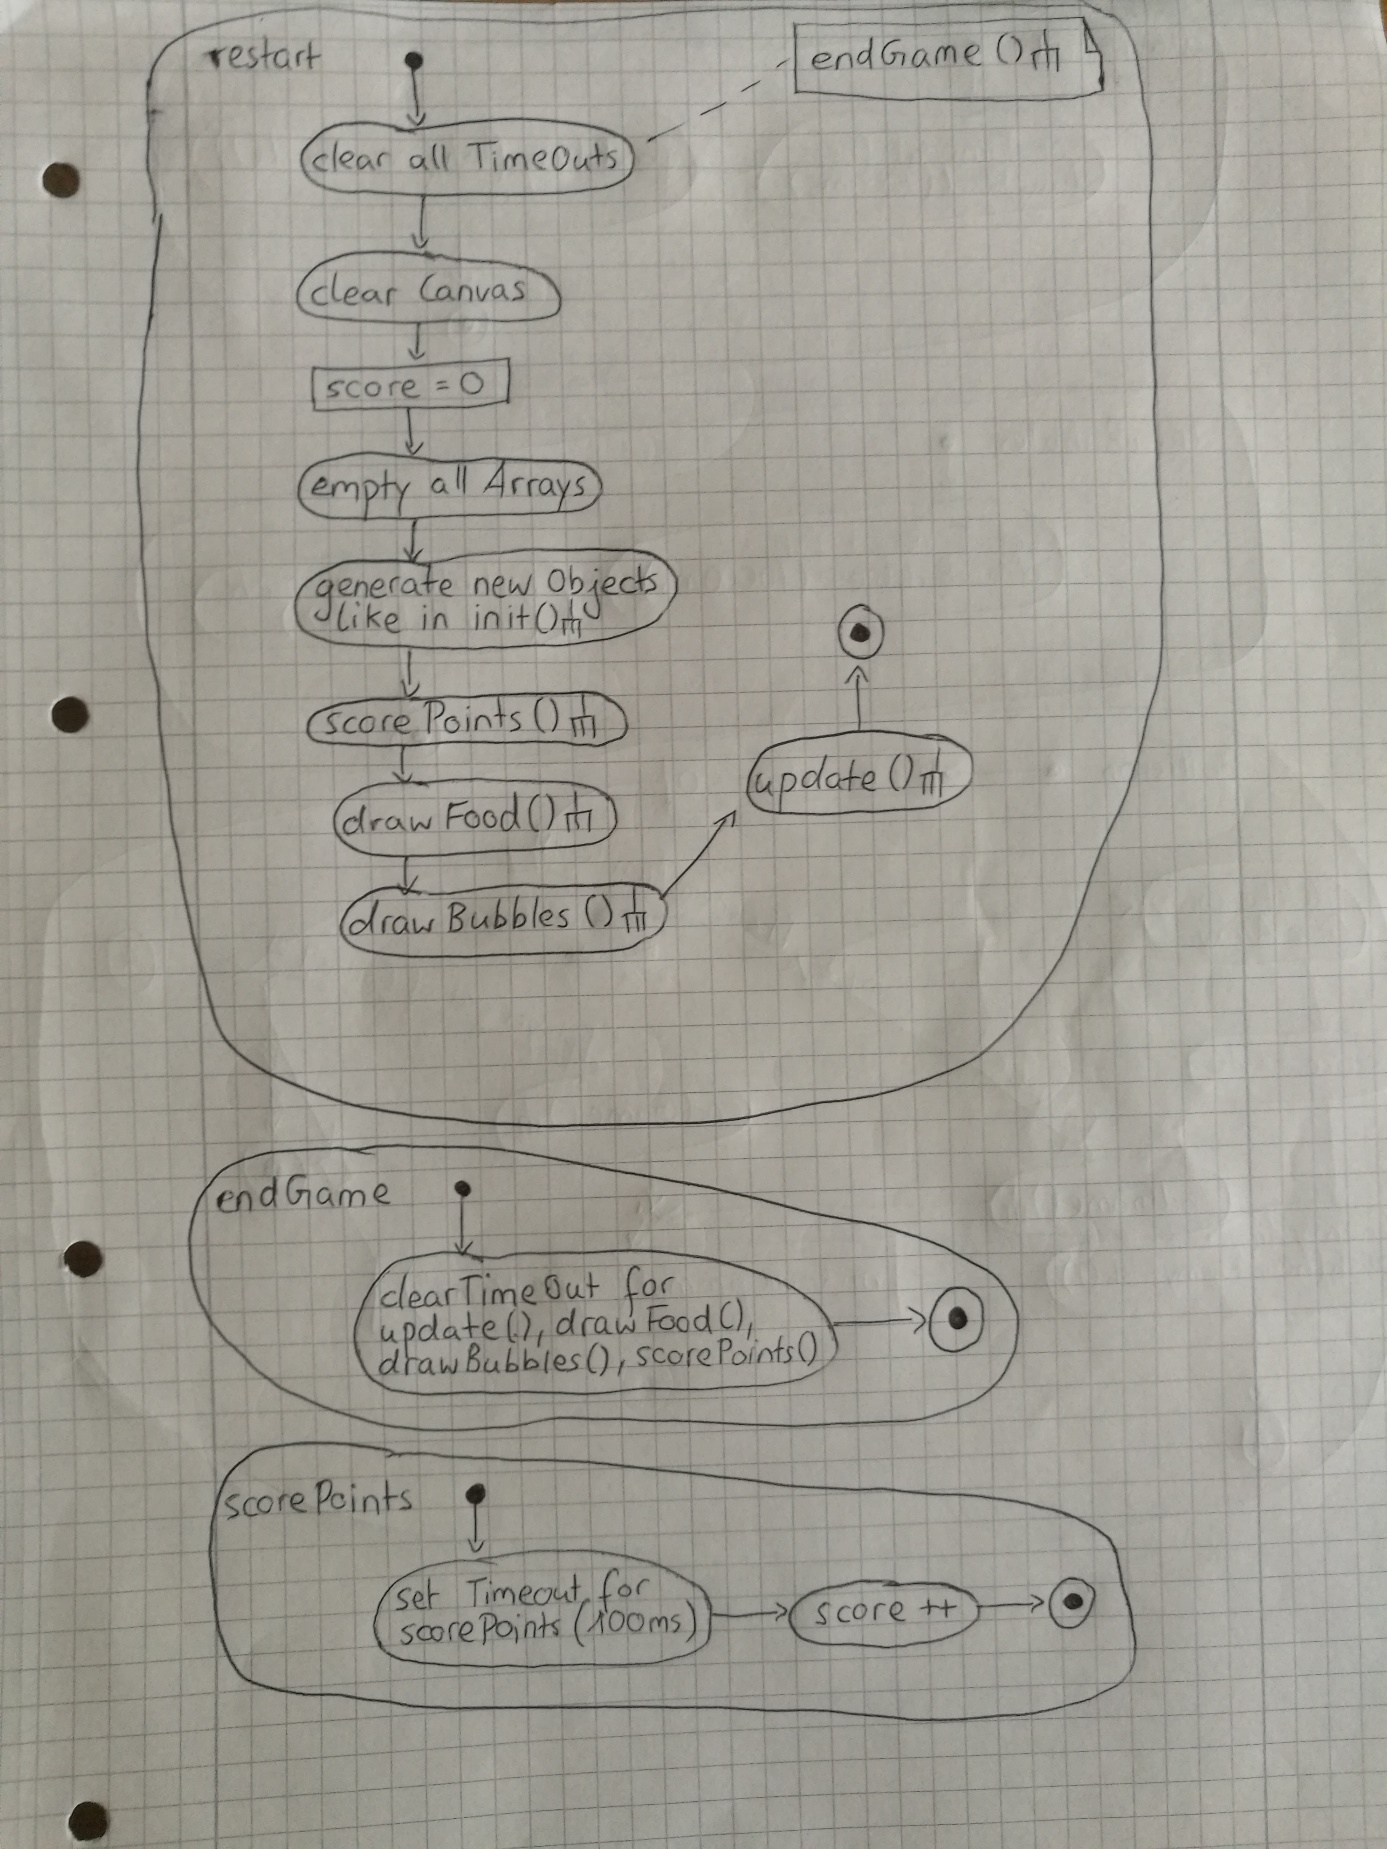 restart
endGame ()
clear all TimeOuts
clear Canvas
score = 0
empty all Arrays
generate new Objects
like in init()
scorePoints ()
drawFood ()
drawBubbles ()
update ()
endGame
clearTimeOut for
update(), drawFood(),
drawBubbles(), scorePoints()
scorePoints
set Timeout for
scorePoints (100ms)
score ++